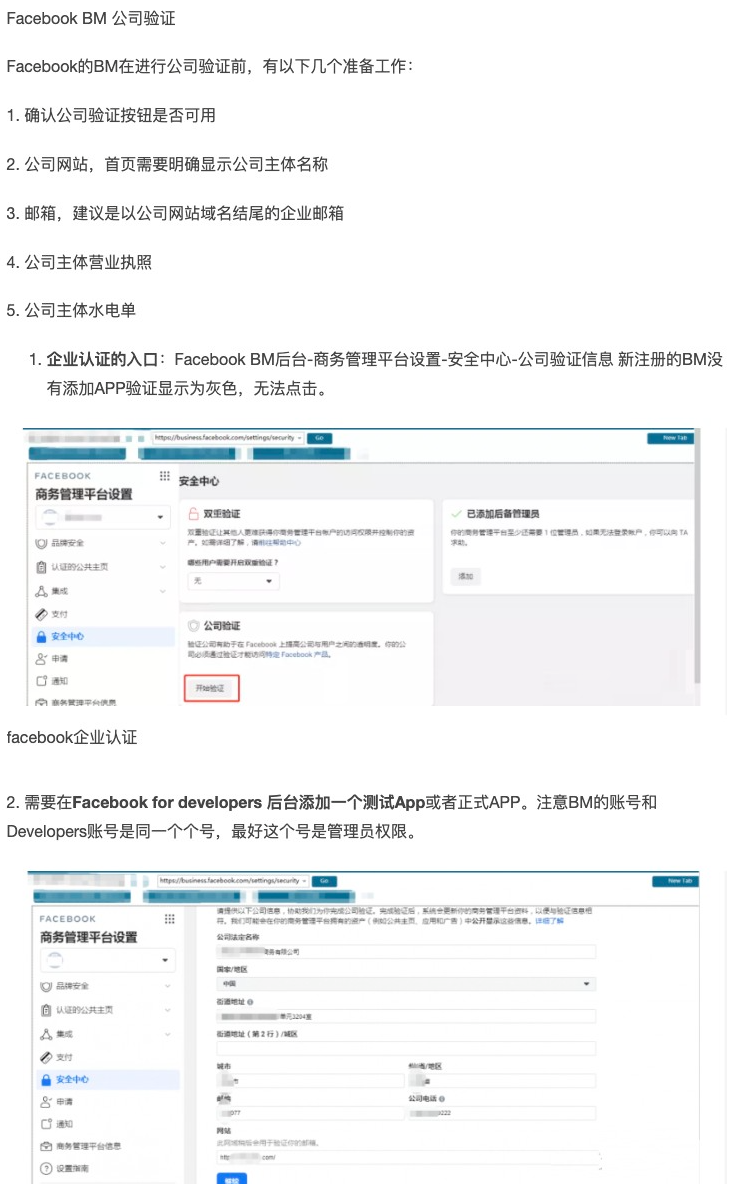 Facebook BM 公司验证
Facebook的BM在进行公司验证前，有以下几个准备工作：
1. 确认公司验证按钮是否可用
2. 公司网站，首页需要明确显示公司主体名称
3. 邮箱，建议是以公司网站域名结尾的企业邮箱
4. 公司主体营业执照
5. 公司主体水电单
1. 企业认证的入口：Facebook BM后台-商务管理平台设置-安全中心-公司验证信息 新注册的BM没
有添加APP验证显示为灰色，无法点击。
https://business.facebook.com/settings/security
Go
New Tab
FACEBOOK
商务管理平台设置
品牌安全
认证的公共主页
集成
支付
安全中心
申请
通知
商务管理平台信息
安全中心
双重验证
双重验证让其他人更难获得你商务管理平台帐户的访问权限并控制你的资
产。如需详细了解，请前往帮助中心
哪些用户需要开启双重验证？
无
已添加后备管理员
你的商务管理平台至少还需要 1 位管理员，如果无法登录帐户，你可以向 TA
求助。
添加
公司验证
验证公司有助于在 Facebook 上提高公司与用户之间的透明度。你的公
司必须通过验证才能访问特定 Facebook 产品。
开始验证
facebook企业认证
2. 需要在Facebook for developers 后台添加一个测试App或者正式APP。注意BM的账号和
Developers账号是同一个个号，最好这个号是管理员权限。
https://business.facebook.com/settings/security
Go
New Tab
FACEBOOK
商务管理平台设置
品牌安全
认证的公共主页
集成
支付
安全中心
申请
通知
商务管理平台信息
设置指南
请提供以下公司信息，协助我们为你完成公司验证。完成验证后，系统会更新你的商务管理平台资料，以便与验证信息相
符。我们可能会在你的商务管理平台拥有的资产（例如公共主页、应用和广告）中公开显示这些信息。详细了解
公司法定名称
商务有限公司
国家/地区
中国
街道地址
单元3204室
街道地址（第 2 行）/城区
城市
州/省/地区
市
邮编
公司电话
077
0222
网站
此网域稍后会用于验证你的邮箱。
http
.com/